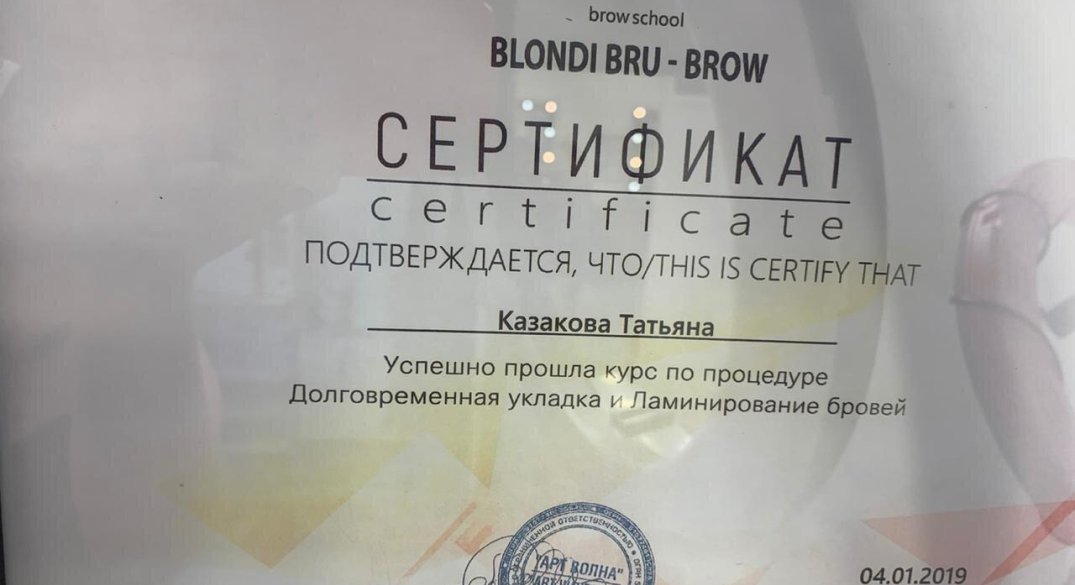 brow school
BLONDI BRU - BROW
СЕРТИФИКАТ
certificate
ПОДТВЕРЖДАЕТСЯ, ЧТО/THIS IS CERTIFY THAT
Казакова Татьяна
Успешно прошла курс по процедуре
Долговременная укладка и Ламинирование бровей
ОТВЕТСТВЕННОСТЬЮ
"АРТ ВОЛНА"
04.01.2019